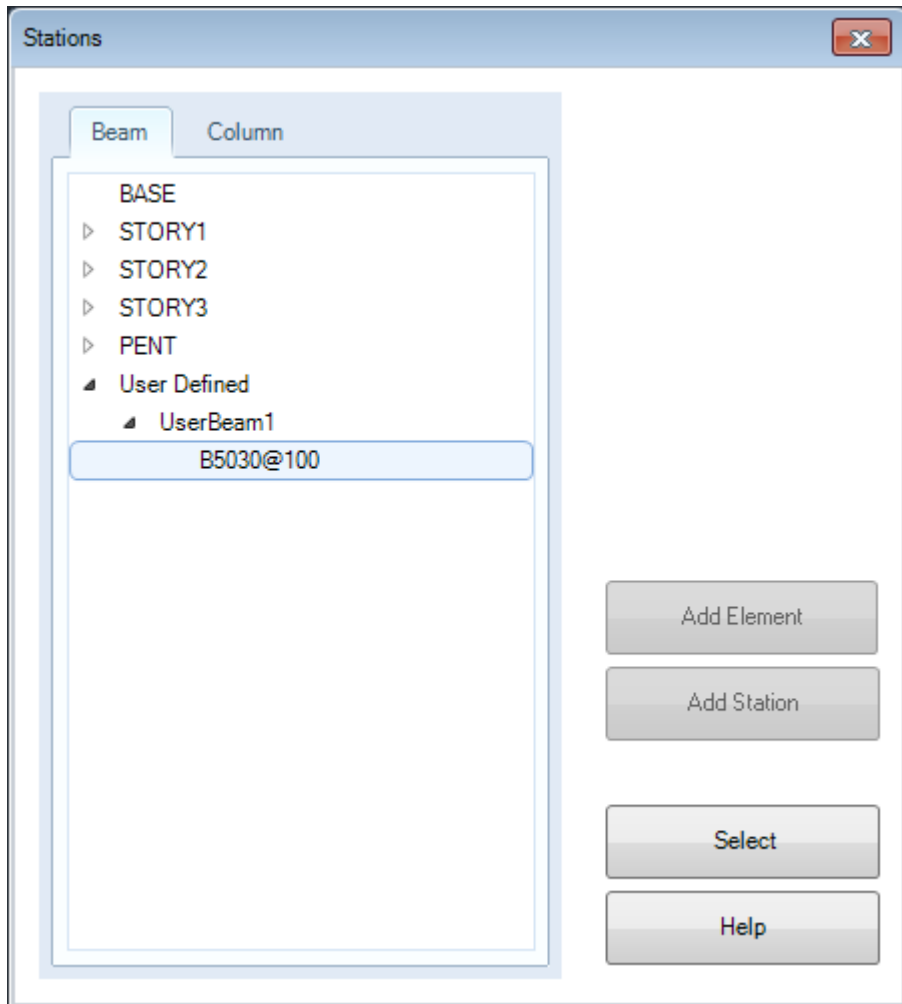 Stations
Beam
Column
BASE
STORY1
STORY2
STORY3
PENT
User Defined
UserBeam1
B5030@100
Add Element
Add Station
Select
Help